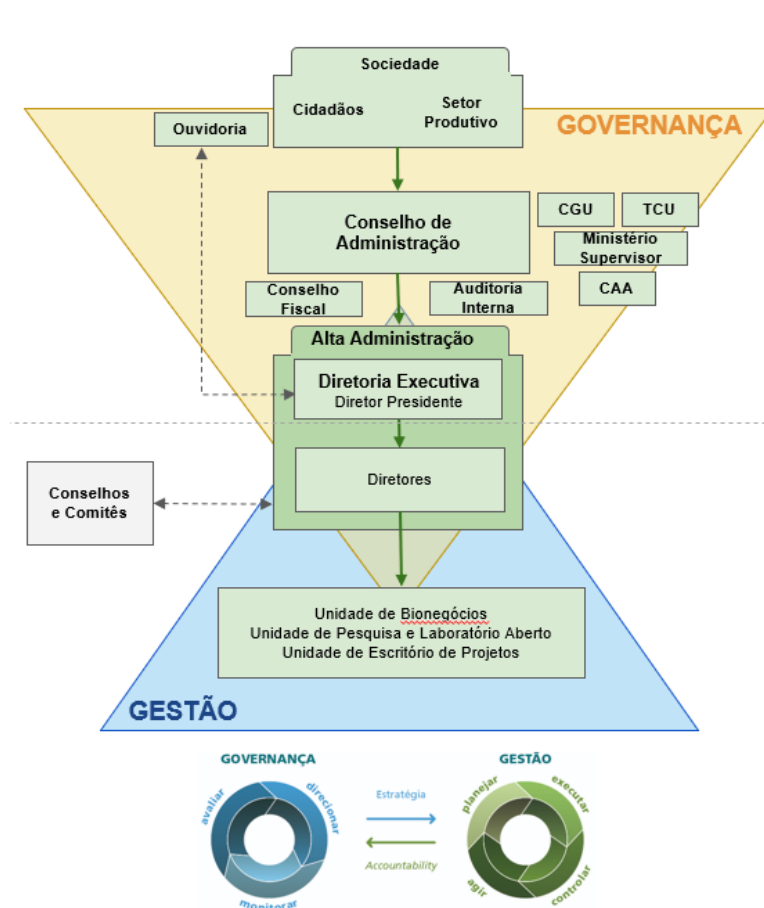 Sociedade
Cidadãos
Setor
Produtivo
Ouvidoria
GOVERNANÇA
Conselho de
Administração
CGU
TCU
Ministério
Supervisor
CAA
Conselho
Fiscal
Auditoria
Interna
Alta Administração
Diretoria Executiva
Diretor Presidente
Conselhos
e Comitês
Diretores
Unidade de Bionegócios
Unidade de Pesquisa e Laboratório Aberto
Unidade de Escritório de Projetos
GESTÃO
GOVERNANÇA
avaliar
direcionar
monitorar
Estratégia
Accountability
GESTÃO
planejar
executar
agir
controlar